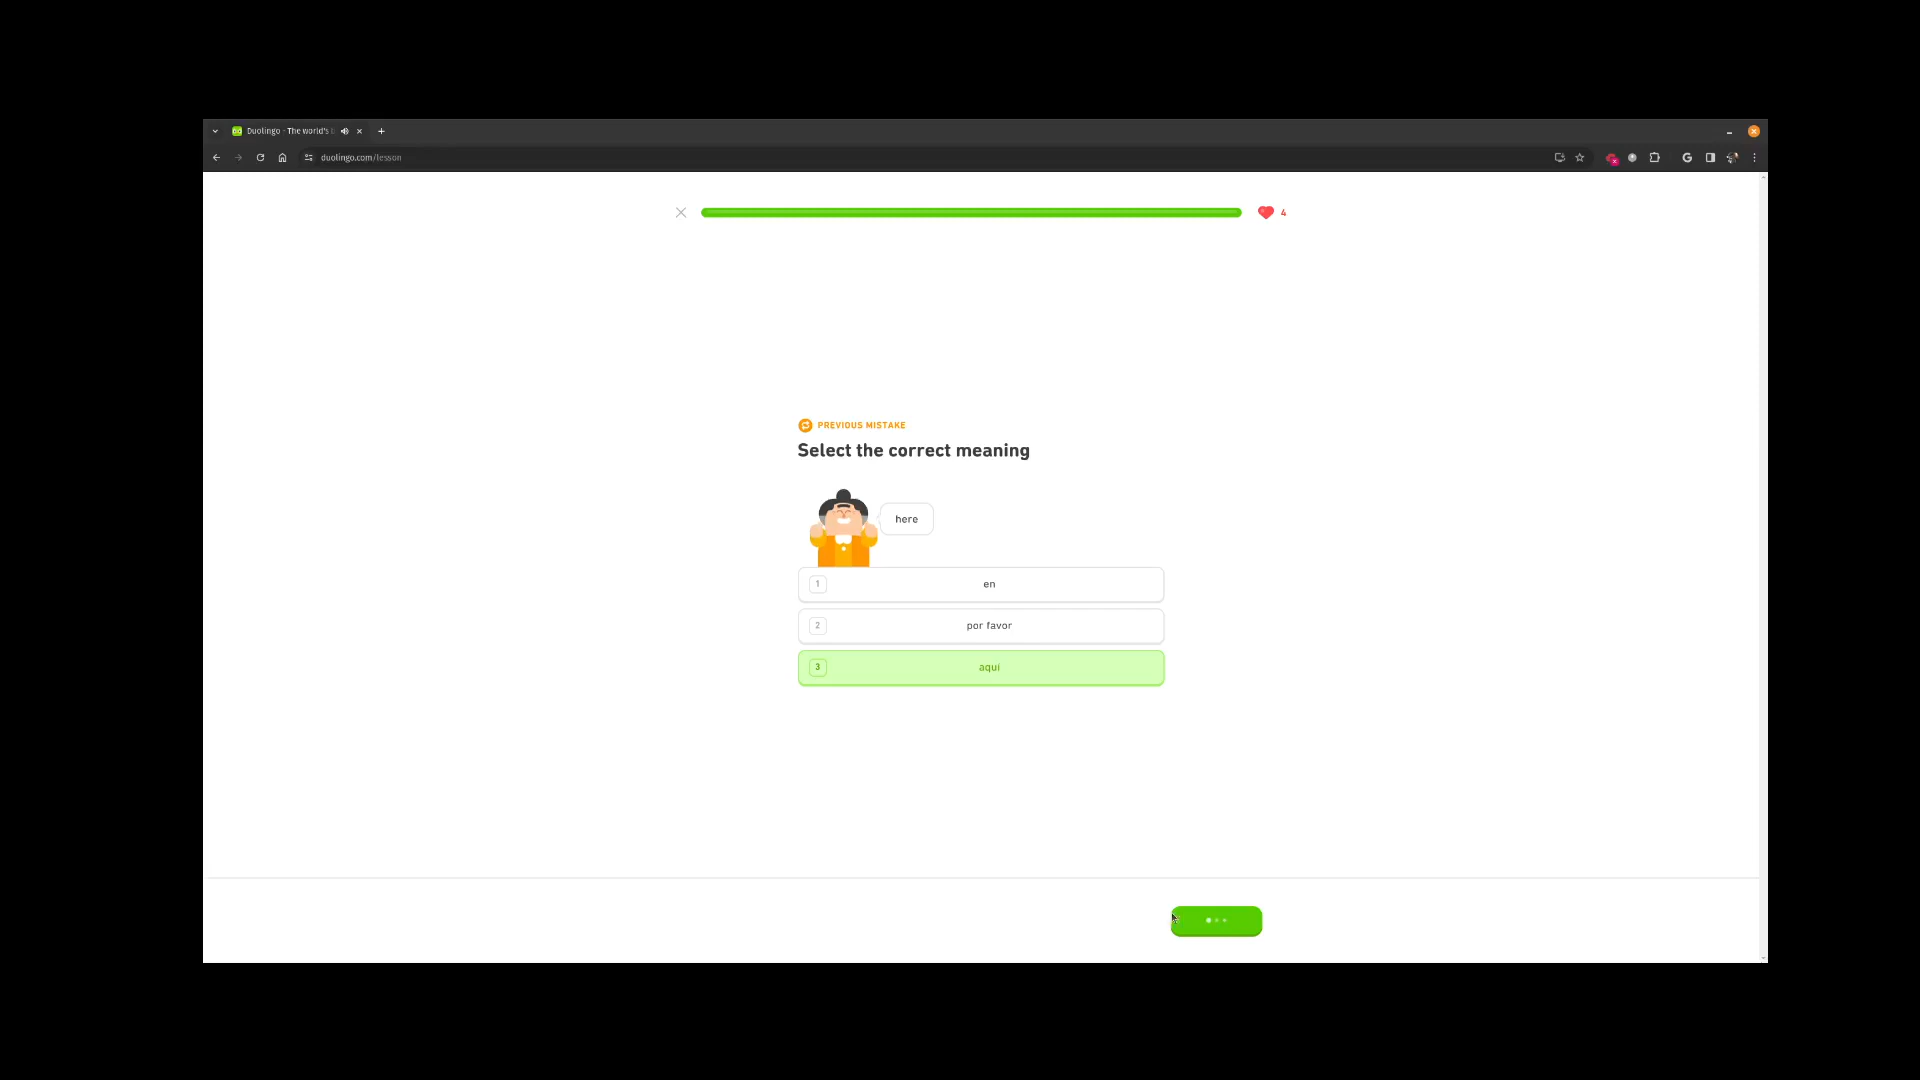 Duolingo - The world's
duolingo.com/lesson
4
PREVIOUS MISTAKE
Select the correct meaning
here
1 en
2 por favor
3 aquí